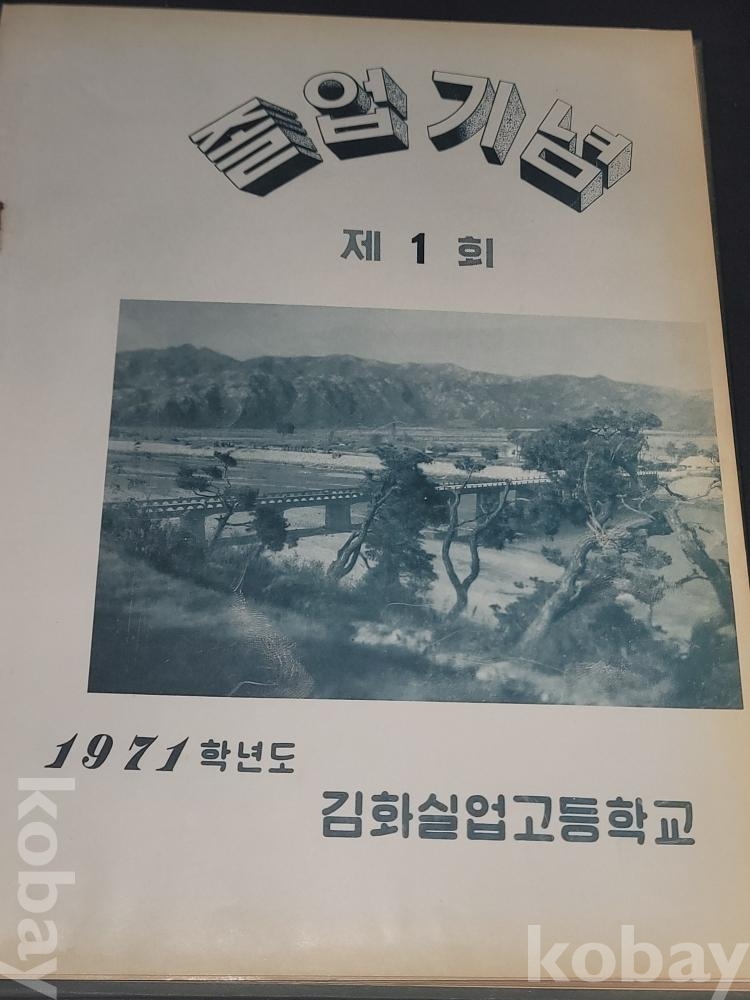 졸업기념
제 1 회
1971 학년도
김화실업고등학교
kobay
kobay